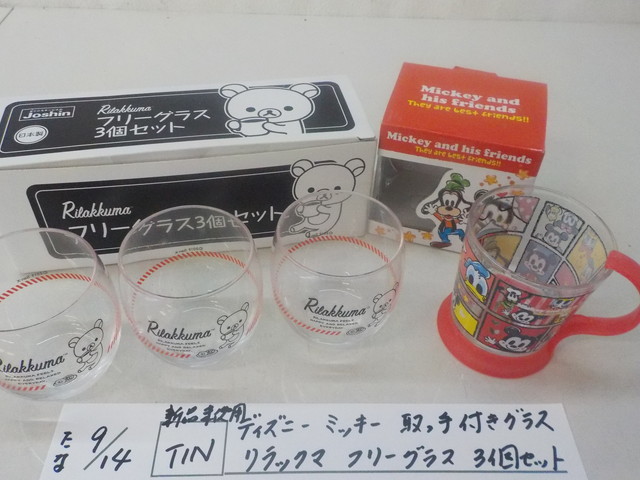 Joshin
Rilakkuma
フリーグラス
3個セット
日本製
Rilakkuma
フリーグラス3個セット
Mickey and
his friends
They are best friends!!
Mickey and his friends
They are best friends!!
Rilakkuma
Rilakkuma
Rilakkuma
たな 9/14
新品未使用
TIN
ディズニー ミッキー 取っ手付きグラス
リラックマ フリーグラス 3個セット